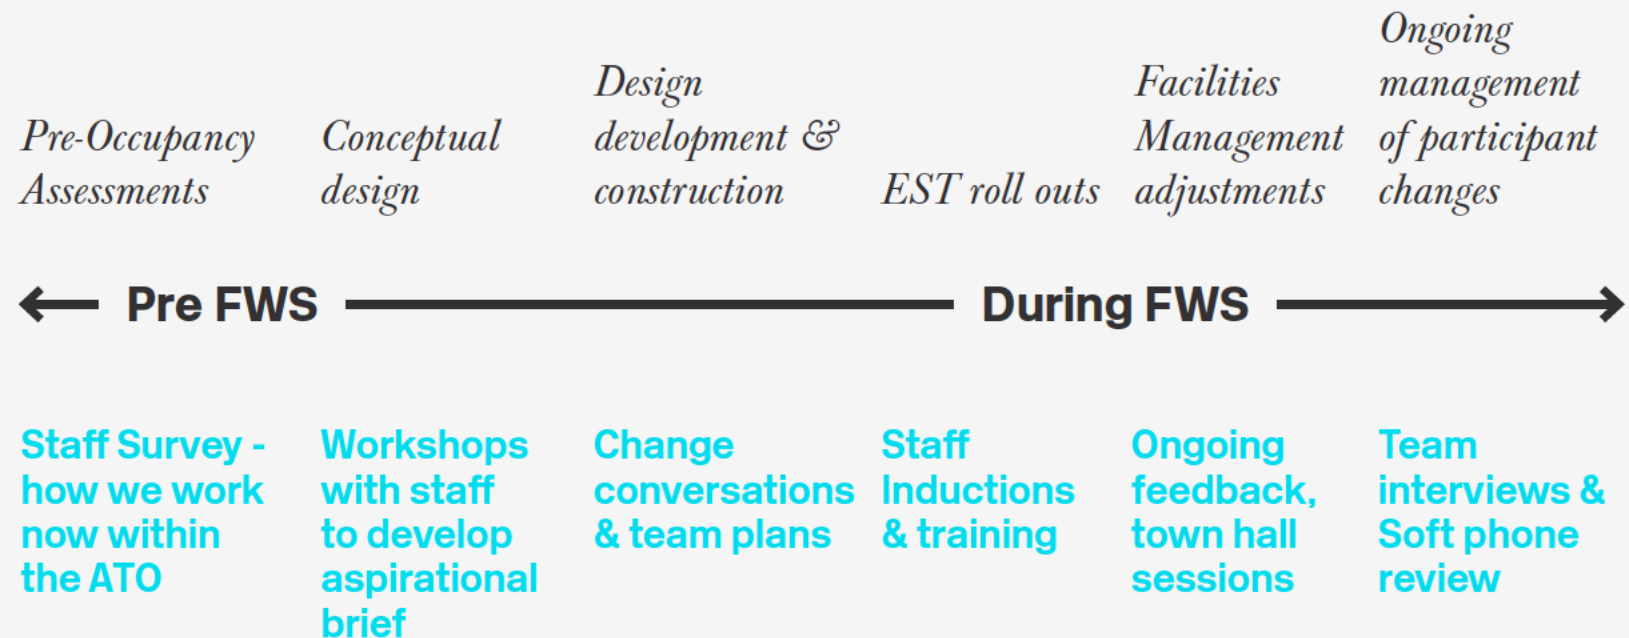 Pre-Occupancy
Assessments
Conceptual
design
Design
development &
construction
EST roll outs
Facilities
Management
adjustments
Ongoing
management
of participant
changes
Pre FWS
During FWS
Staff Survey -
how we work
now within
the ATO
Workshops
with staff
to develop
aspirational
brief
Change
conversations
& team plans
Staff
Inductions
& training
Ongoing
feedback,
town hall
sessions
Team
interviews &
Soft phone
review